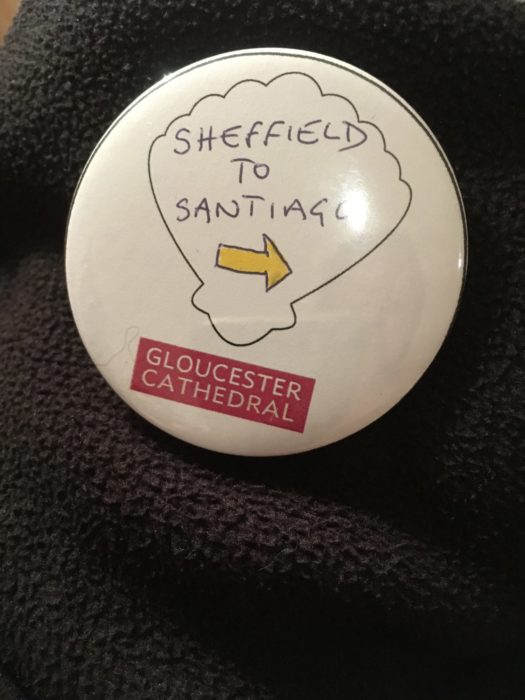 SHEFFIELD
TO
SANTIAGO
GLOUCESTER
CATHEDRAL